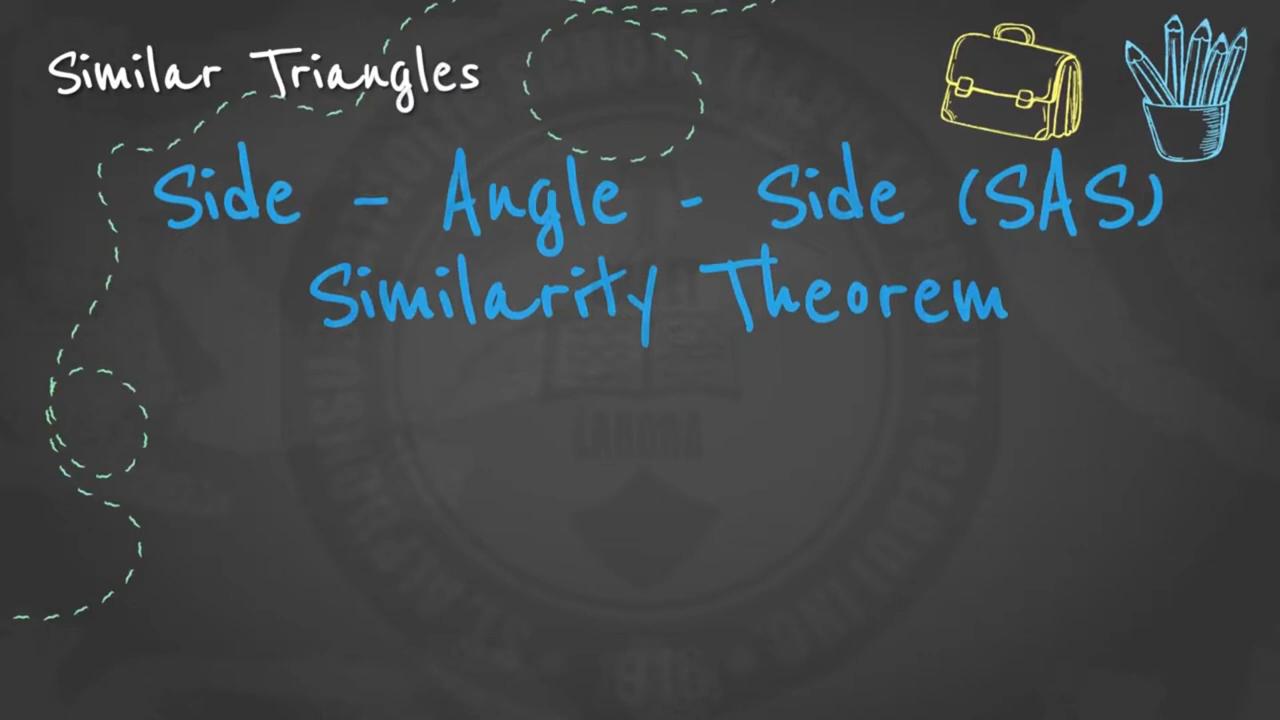 Similar Triangles
Side - Angle - Side (SAS)
Similarity Theorem